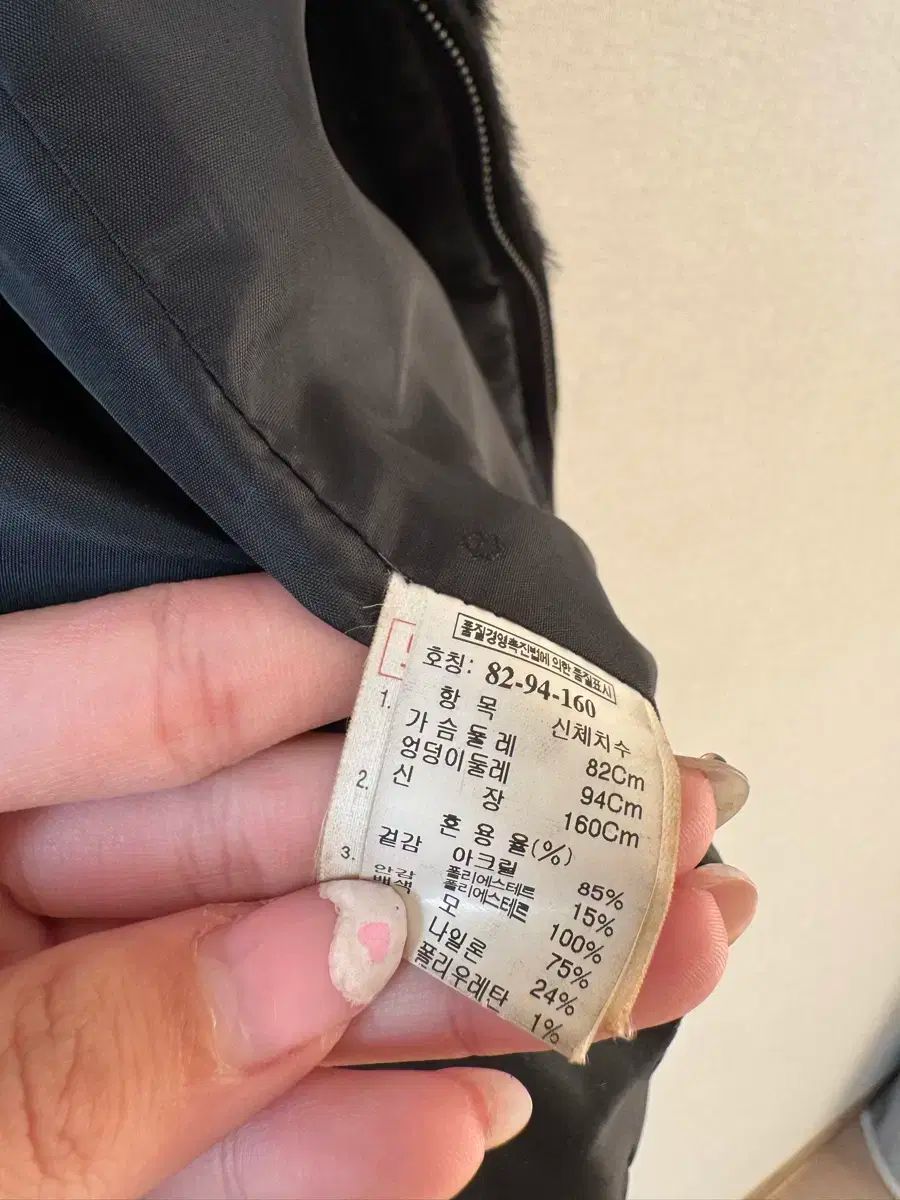 품질경영촉진법에 의한 품질표시
호칭: 82-94-160
항 목 신체치수
가슴둘레 82Cm
엉덩이둘레 94Cm
신 장 160Cm
혼 용 율(%)
겉감 아크릴 85%
폴리에스테르 15%
안감 폴리에스테르 100%
배색 모 75%
나일론 24%
폴리우레탄 1%
1.
2.
3.